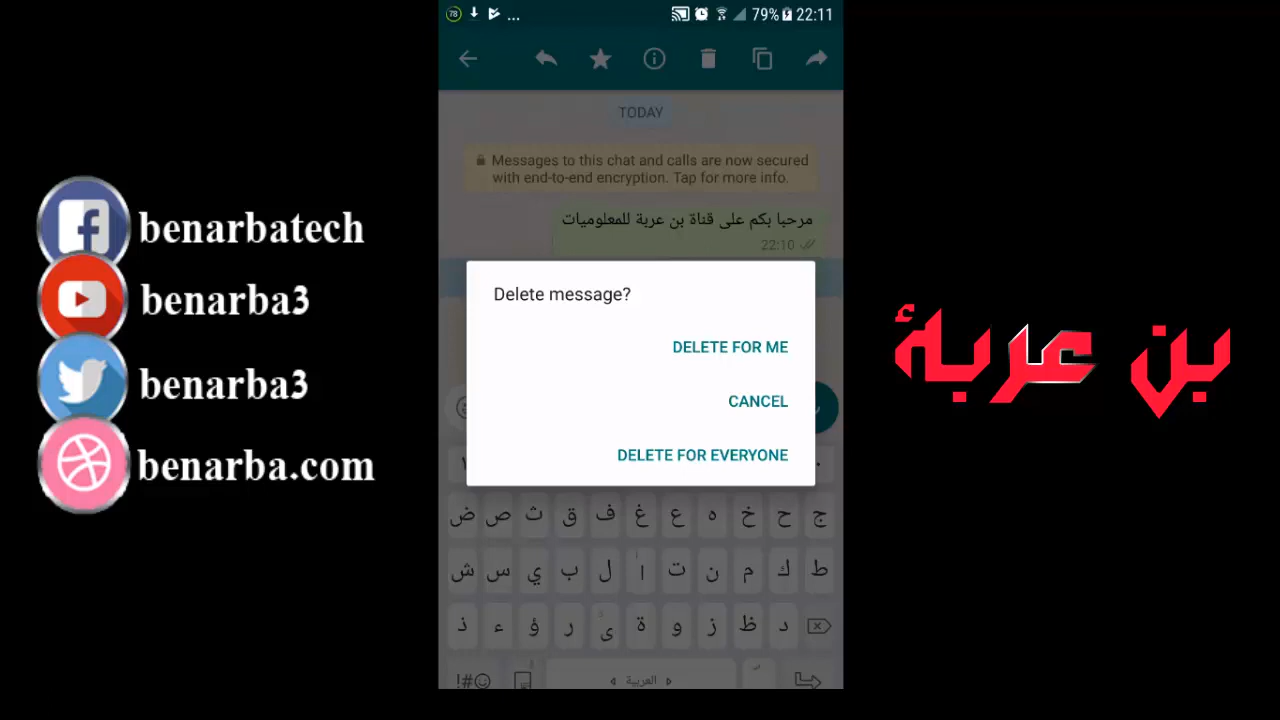 78 ... 79% 22:11
TODAY
Messages to this chat and calls are now secured
with end-to-end encryption. Tap for more info.
مرحبا بكم على قناة بن عربة للمعلوميات
22:10
Delete message?
DELETE FOR ME
CANCEL
DELETE FOR EVERYONE
ض ص ث ق ف غ ع ه خ ح ج
ش س ي ب ل ا ت ن م ك ط
ذ ء ؤ ر ى ة و ز ظ د
!#☺ العربية
benarbatech
benarba3
benarba3
benarba.com
بن عربة